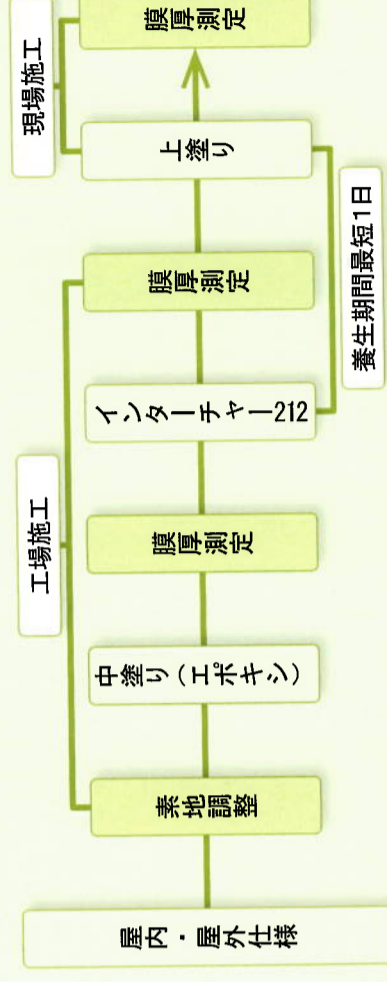 屋内・屋外仕様
工場施工
素地調整
中塗り（エポキシ）
膜厚測定
インターチャー212
膜厚測定
養生期間最短1日
現場施工
上塗り
膜厚測定